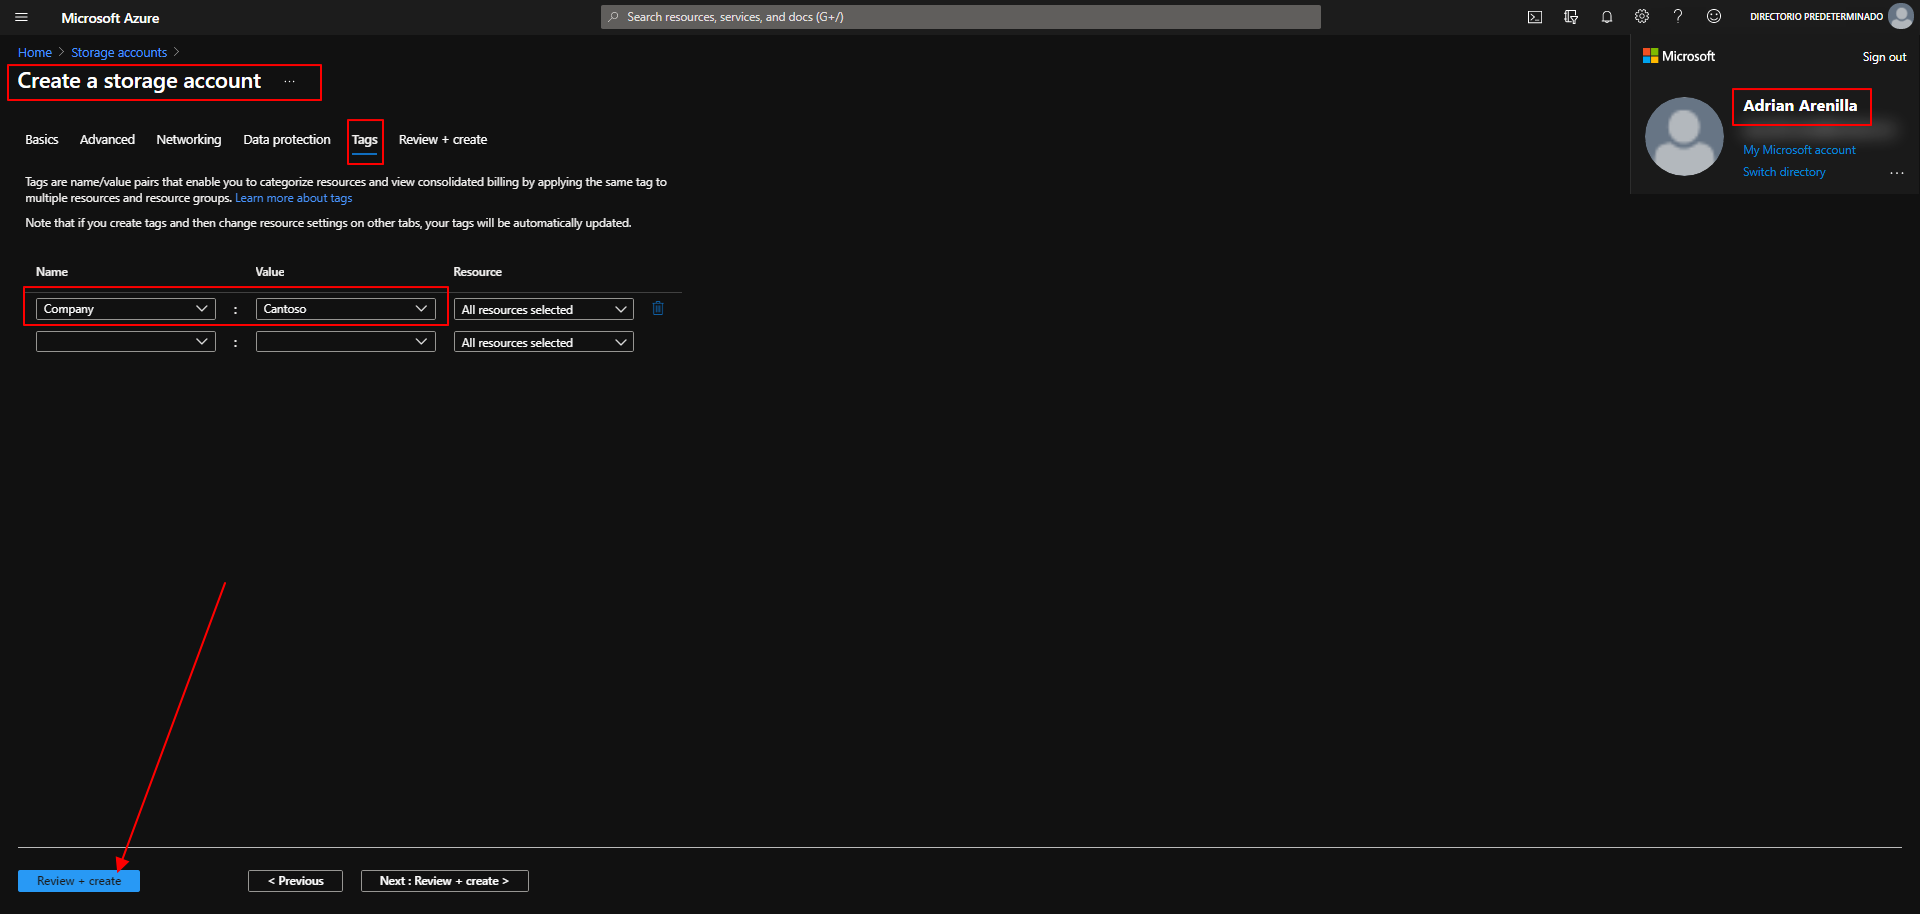 Microsoft Azure
Search resources, services, and docs (G+/)
DIRECTORIO PREDETERMINADO
Home > Storage accounts >
Create a storage account ...
Microsoft
Sign out
Adrian Arenilla
My Microsoft account
Switch directory
...
Basics Advanced Networking Data protection Tags Review + create
Tags are name/value pairs that enable you to categorize resources and view consolidated billing by applying the same tag to
multiple resources and resource groups. Learn more about tags
Note that if you create tags and then change resource settings on other tabs, your tags will be automatically updated.
Name Value Resource
Company : Cantoso All resources selected
: All resources selected
Review + create < Previous Next : Review + create >